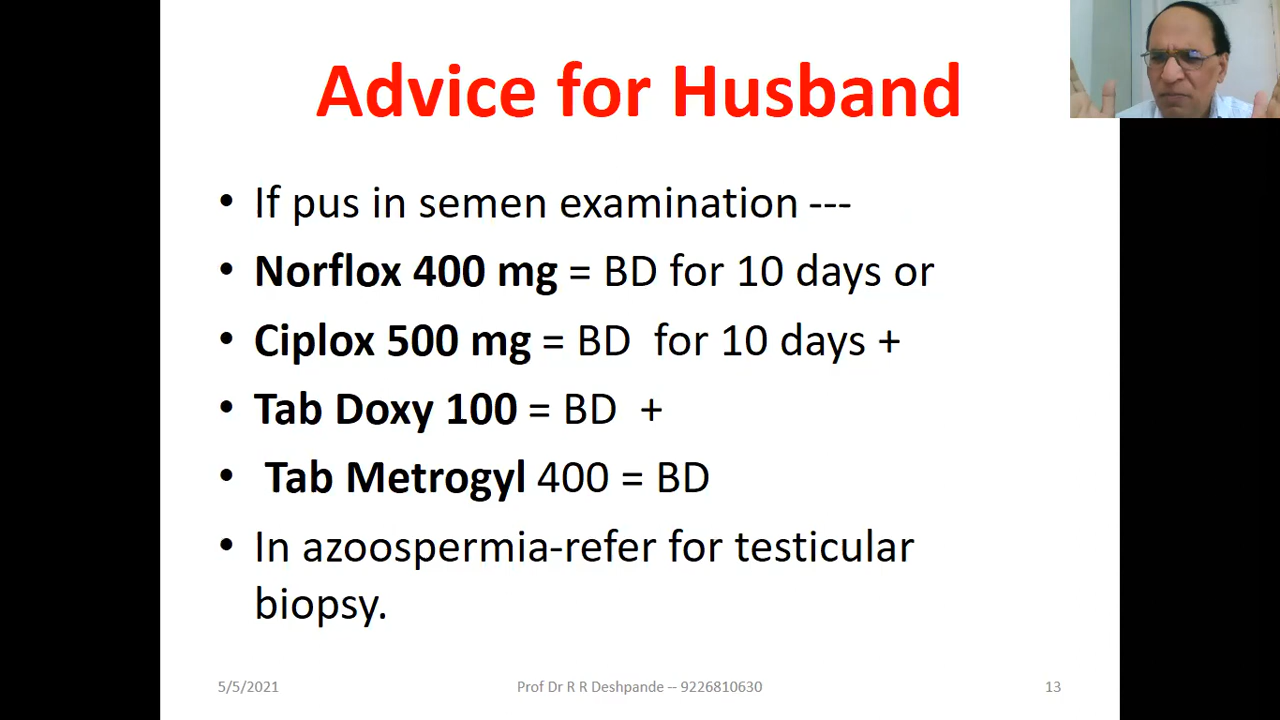 Advice for Husband
• If pus in semen examination ---
• Norflox 400 mg = BD for 10 days or
• Ciplox 500 mg = BD for 10 days +
• Tab Doxy 100 = BD +
• Tab Metrogyl 400 = BD
• In azoospermia-refer for testicular
biopsy.
5/5/2021 Prof Dr R R Deshpande -- 9226810630 13